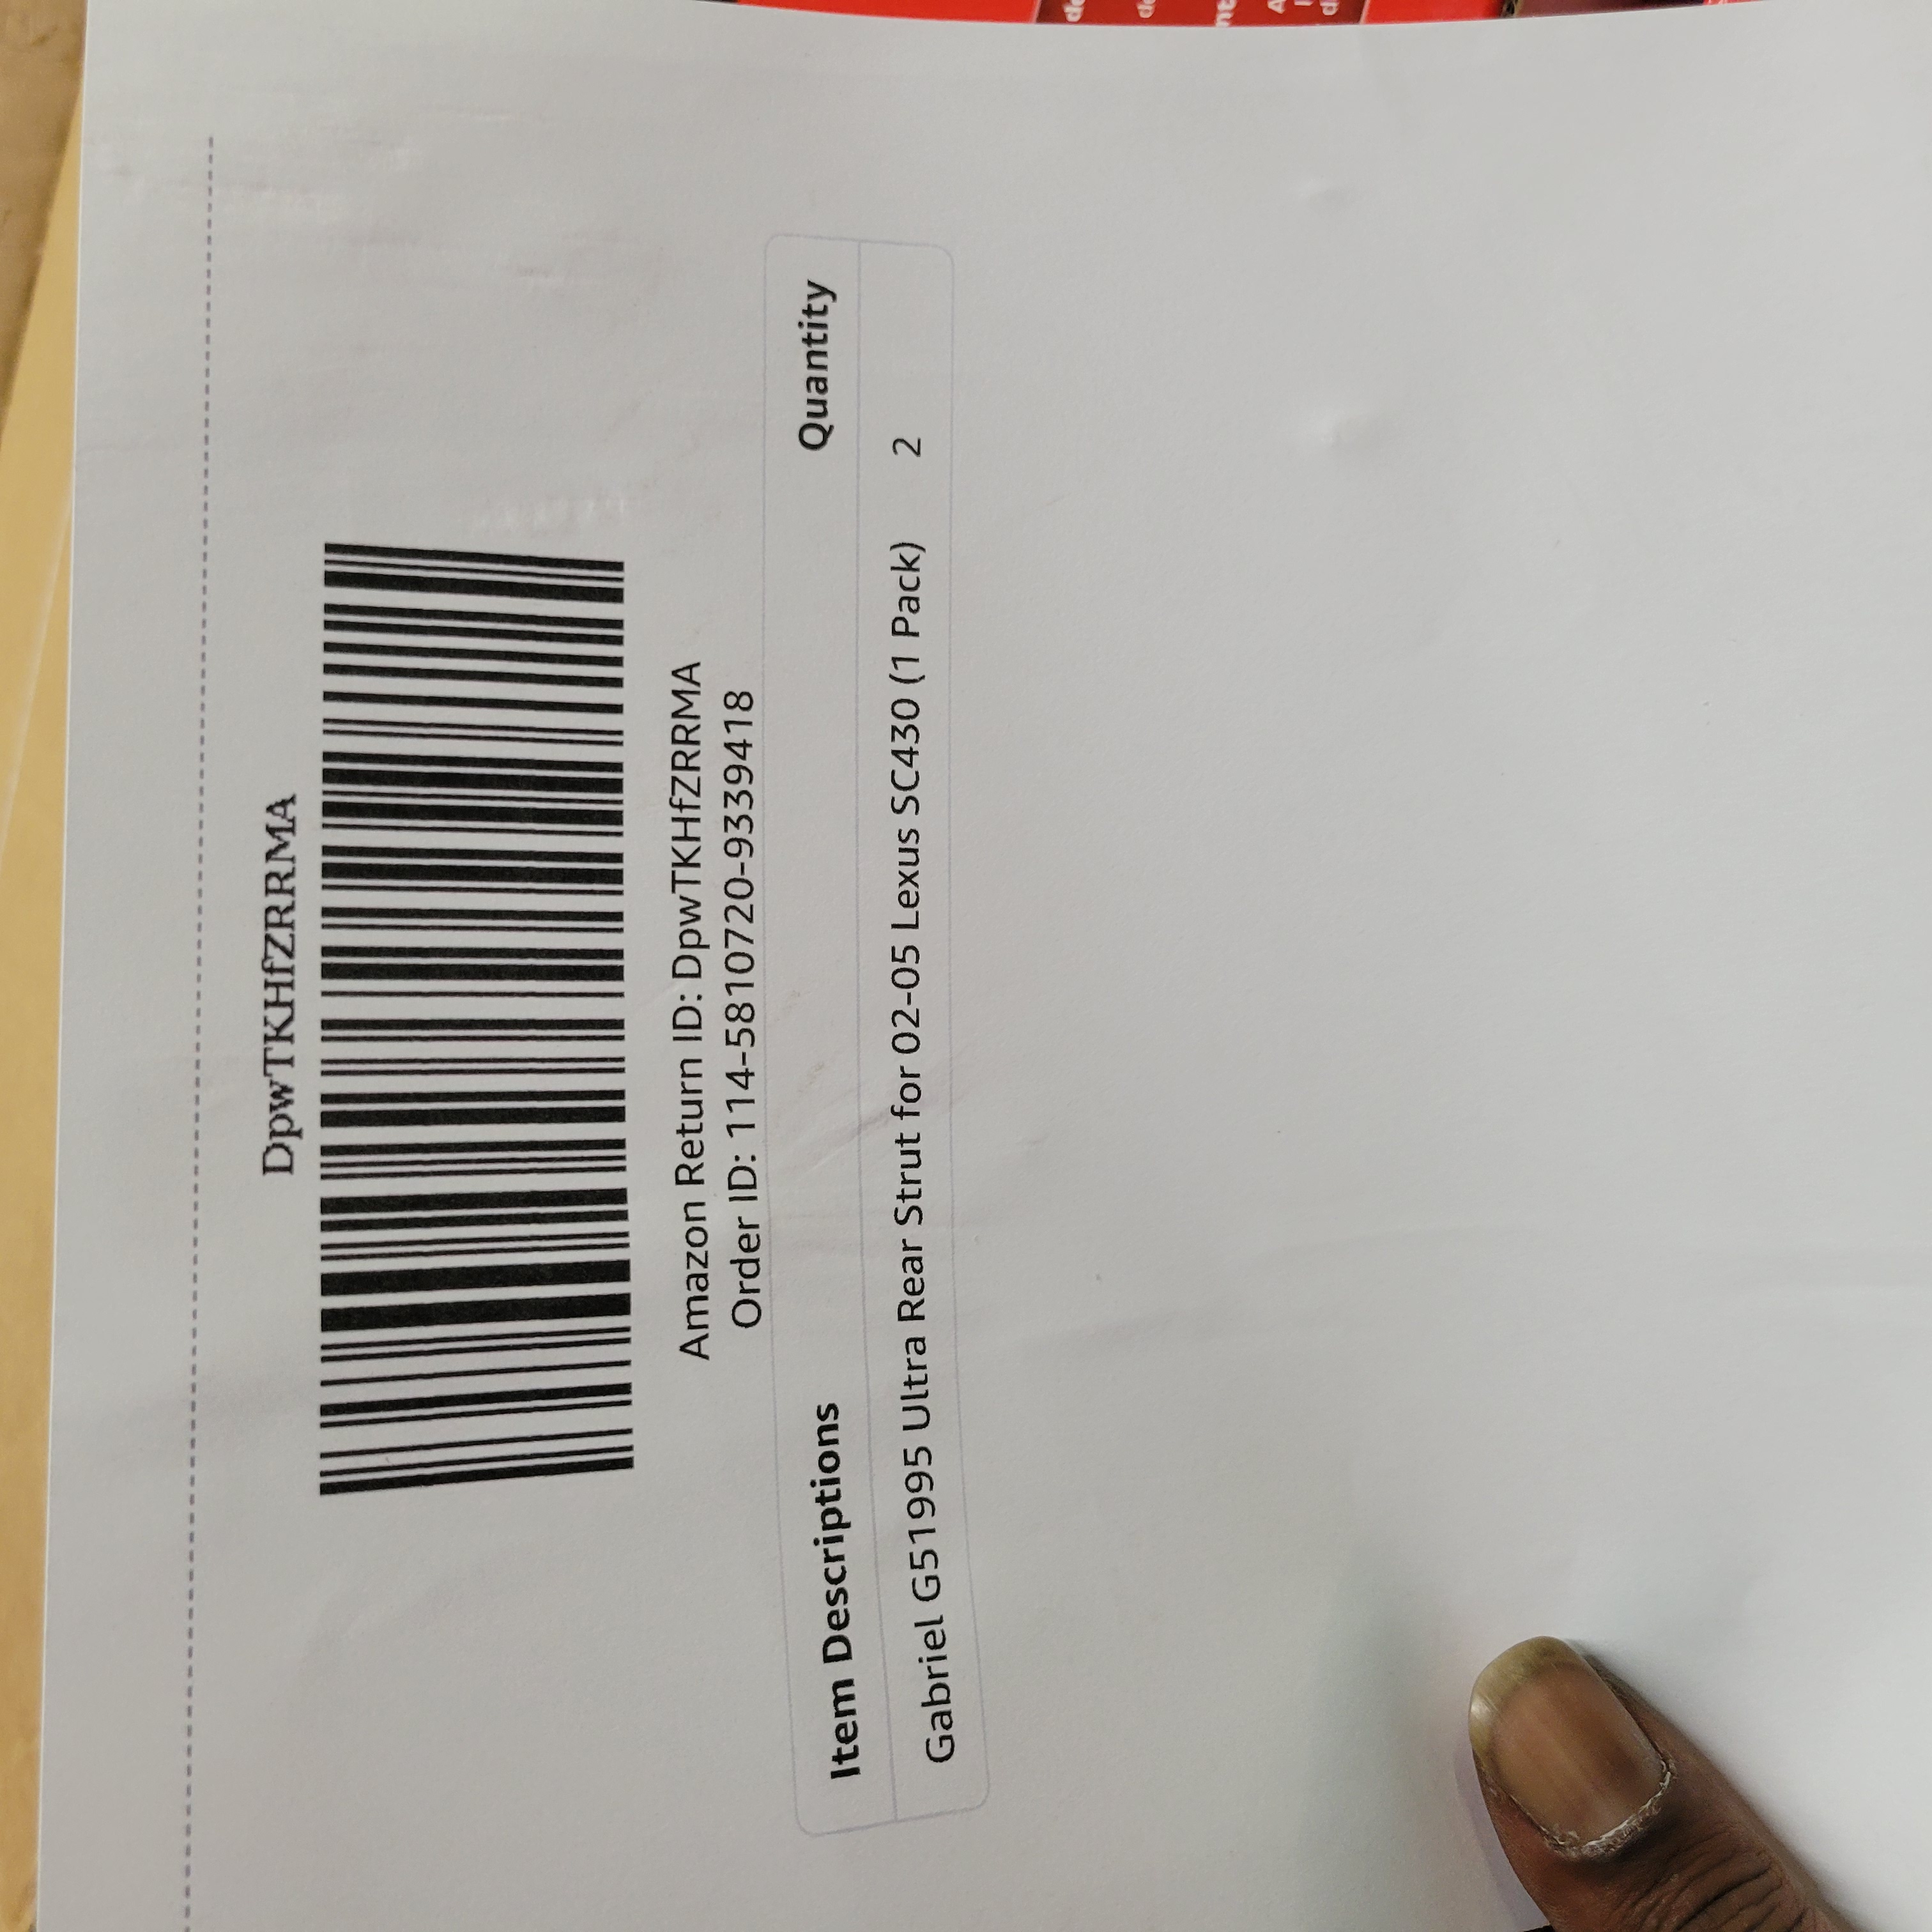 DpwTKHfZRRMA
Amazon Return ID: DpwTKHfZRRMA
Order ID: 114-5810720-9339418
Item Descriptions Quantity
Gabriel G51995 Ultra Rear Strut for 02-05 Lexus SC430 (1 Pack) 2